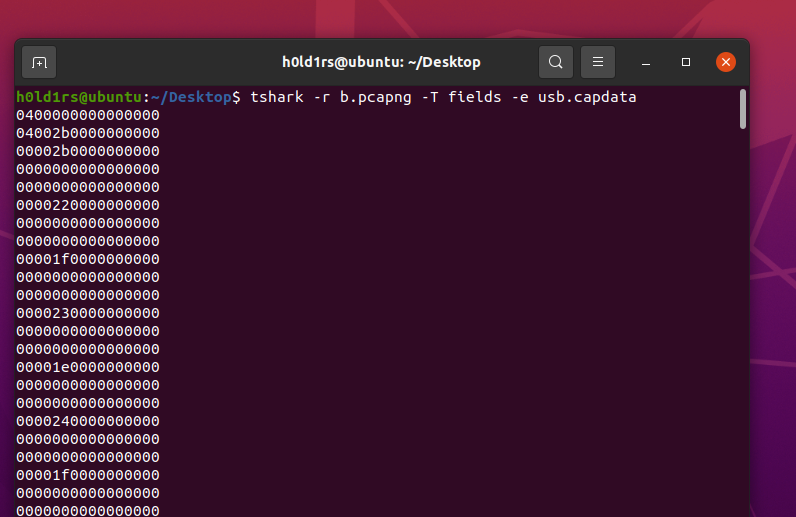 h0ld1rs@ubuntu: ~/Desktop
h0ld1rs@ubuntu:~/Desktop$ tshark -r b.pcapng -T fields -e usb.capdata
0400000000000000
04002b0000000000
00002b0000000000
0000000000000000
0000000000000000
0000220000000000
0000000000000000
0000000000000000
00001f0000000000
0000000000000000
0000000000000000
0000230000000000
0000000000000000
0000000000000000
00001e0000000000
0000000000000000
0000000000000000
0000240000000000
0000000000000000
0000000000000000
00001f0000000000
0000000000000000
0000000000000000